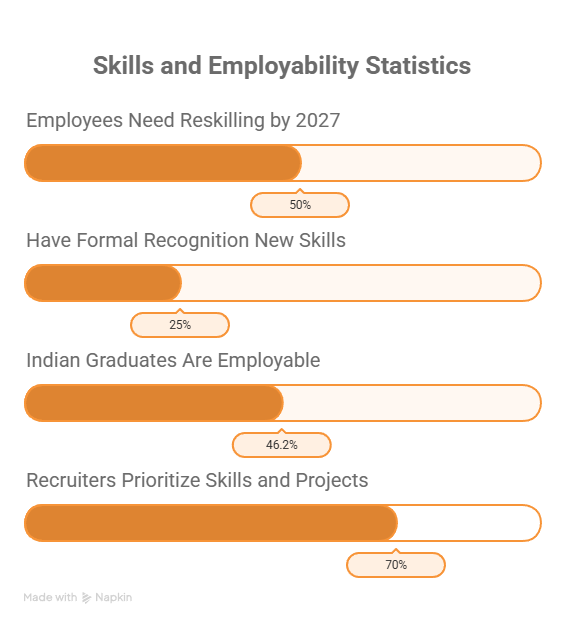 Skills and Employability Statistics
Employees Need Reskilling by 2027
50%
Have Formal Recognition New Skills
25%
Indian Graduates Are Employable
46.2%
Recruiters Prioritize Skills and Projects
70%
Made with Napkin